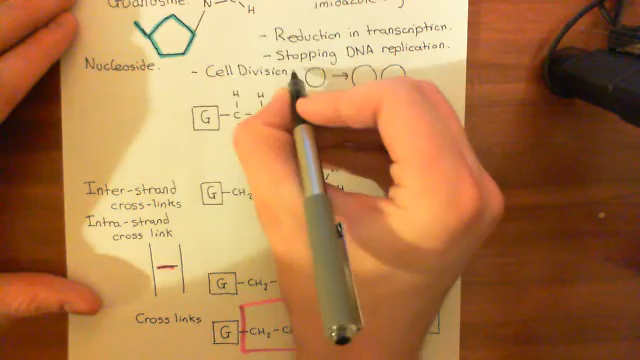 Guanosine.
N
H
- Reduction in transcription.
- Stopping DNA replication.
Nucleoside.
- Cell Division
H H
G - C -
Inter-strand cross-links
G - CH2
H
Intra-strand cross link
G - CH2 -
Cross links
G - CH2 - C